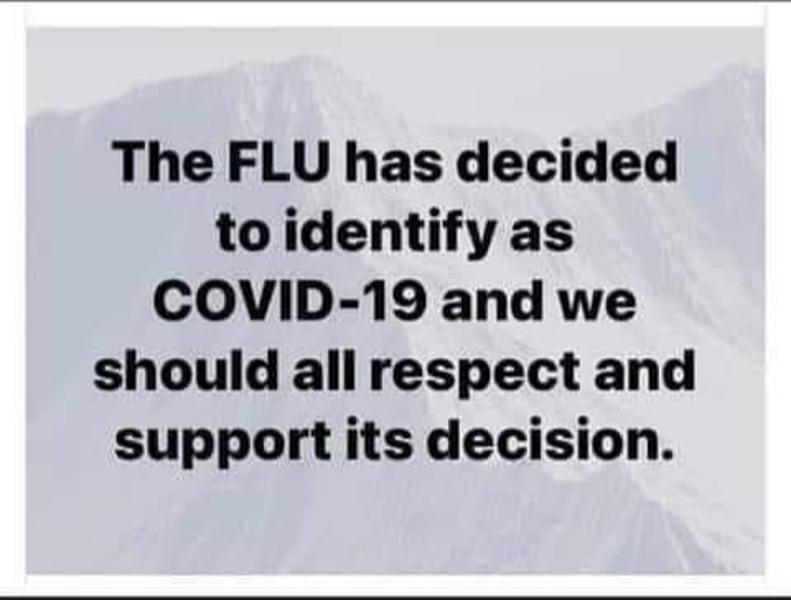 The FLU has decided
to identify as
COVID-19 and we
should all respect and
support its decision.